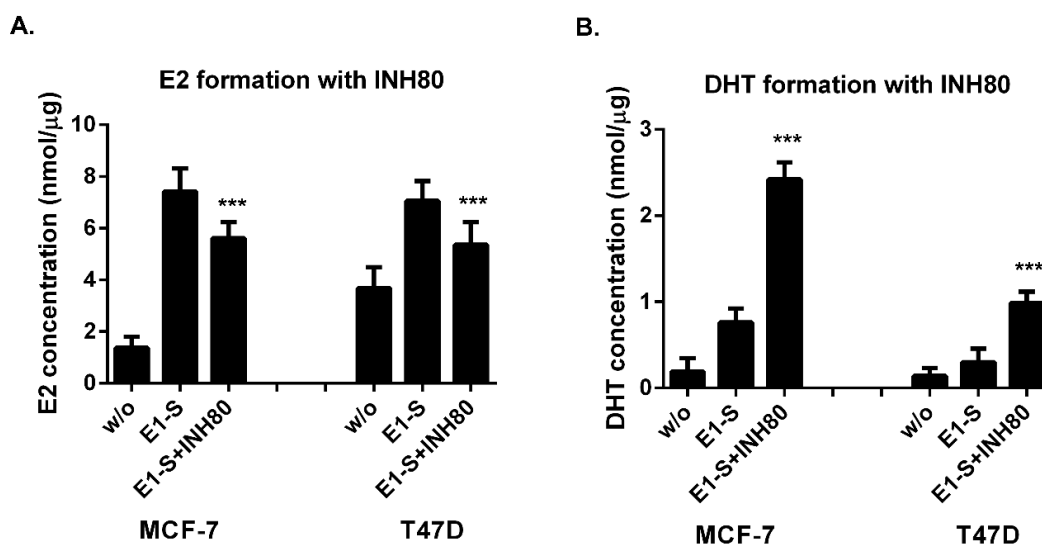 A.
E2 formation with INH80
E2 concentration (nmol/μg)
10
8
6
4
2
0
***
***
w/o
E1-S
E1-S+INH80
w/o
E1-S
E1-S+INH80
MCF-7
T47D
B.
DHT formation with INH80
DHT concentration (nmol/μg)
3
2
1
0
***
***
w/o
E1-S
E1-S+INH80
w/o
E1-S
E1-S+INH80
MCF-7
T47D